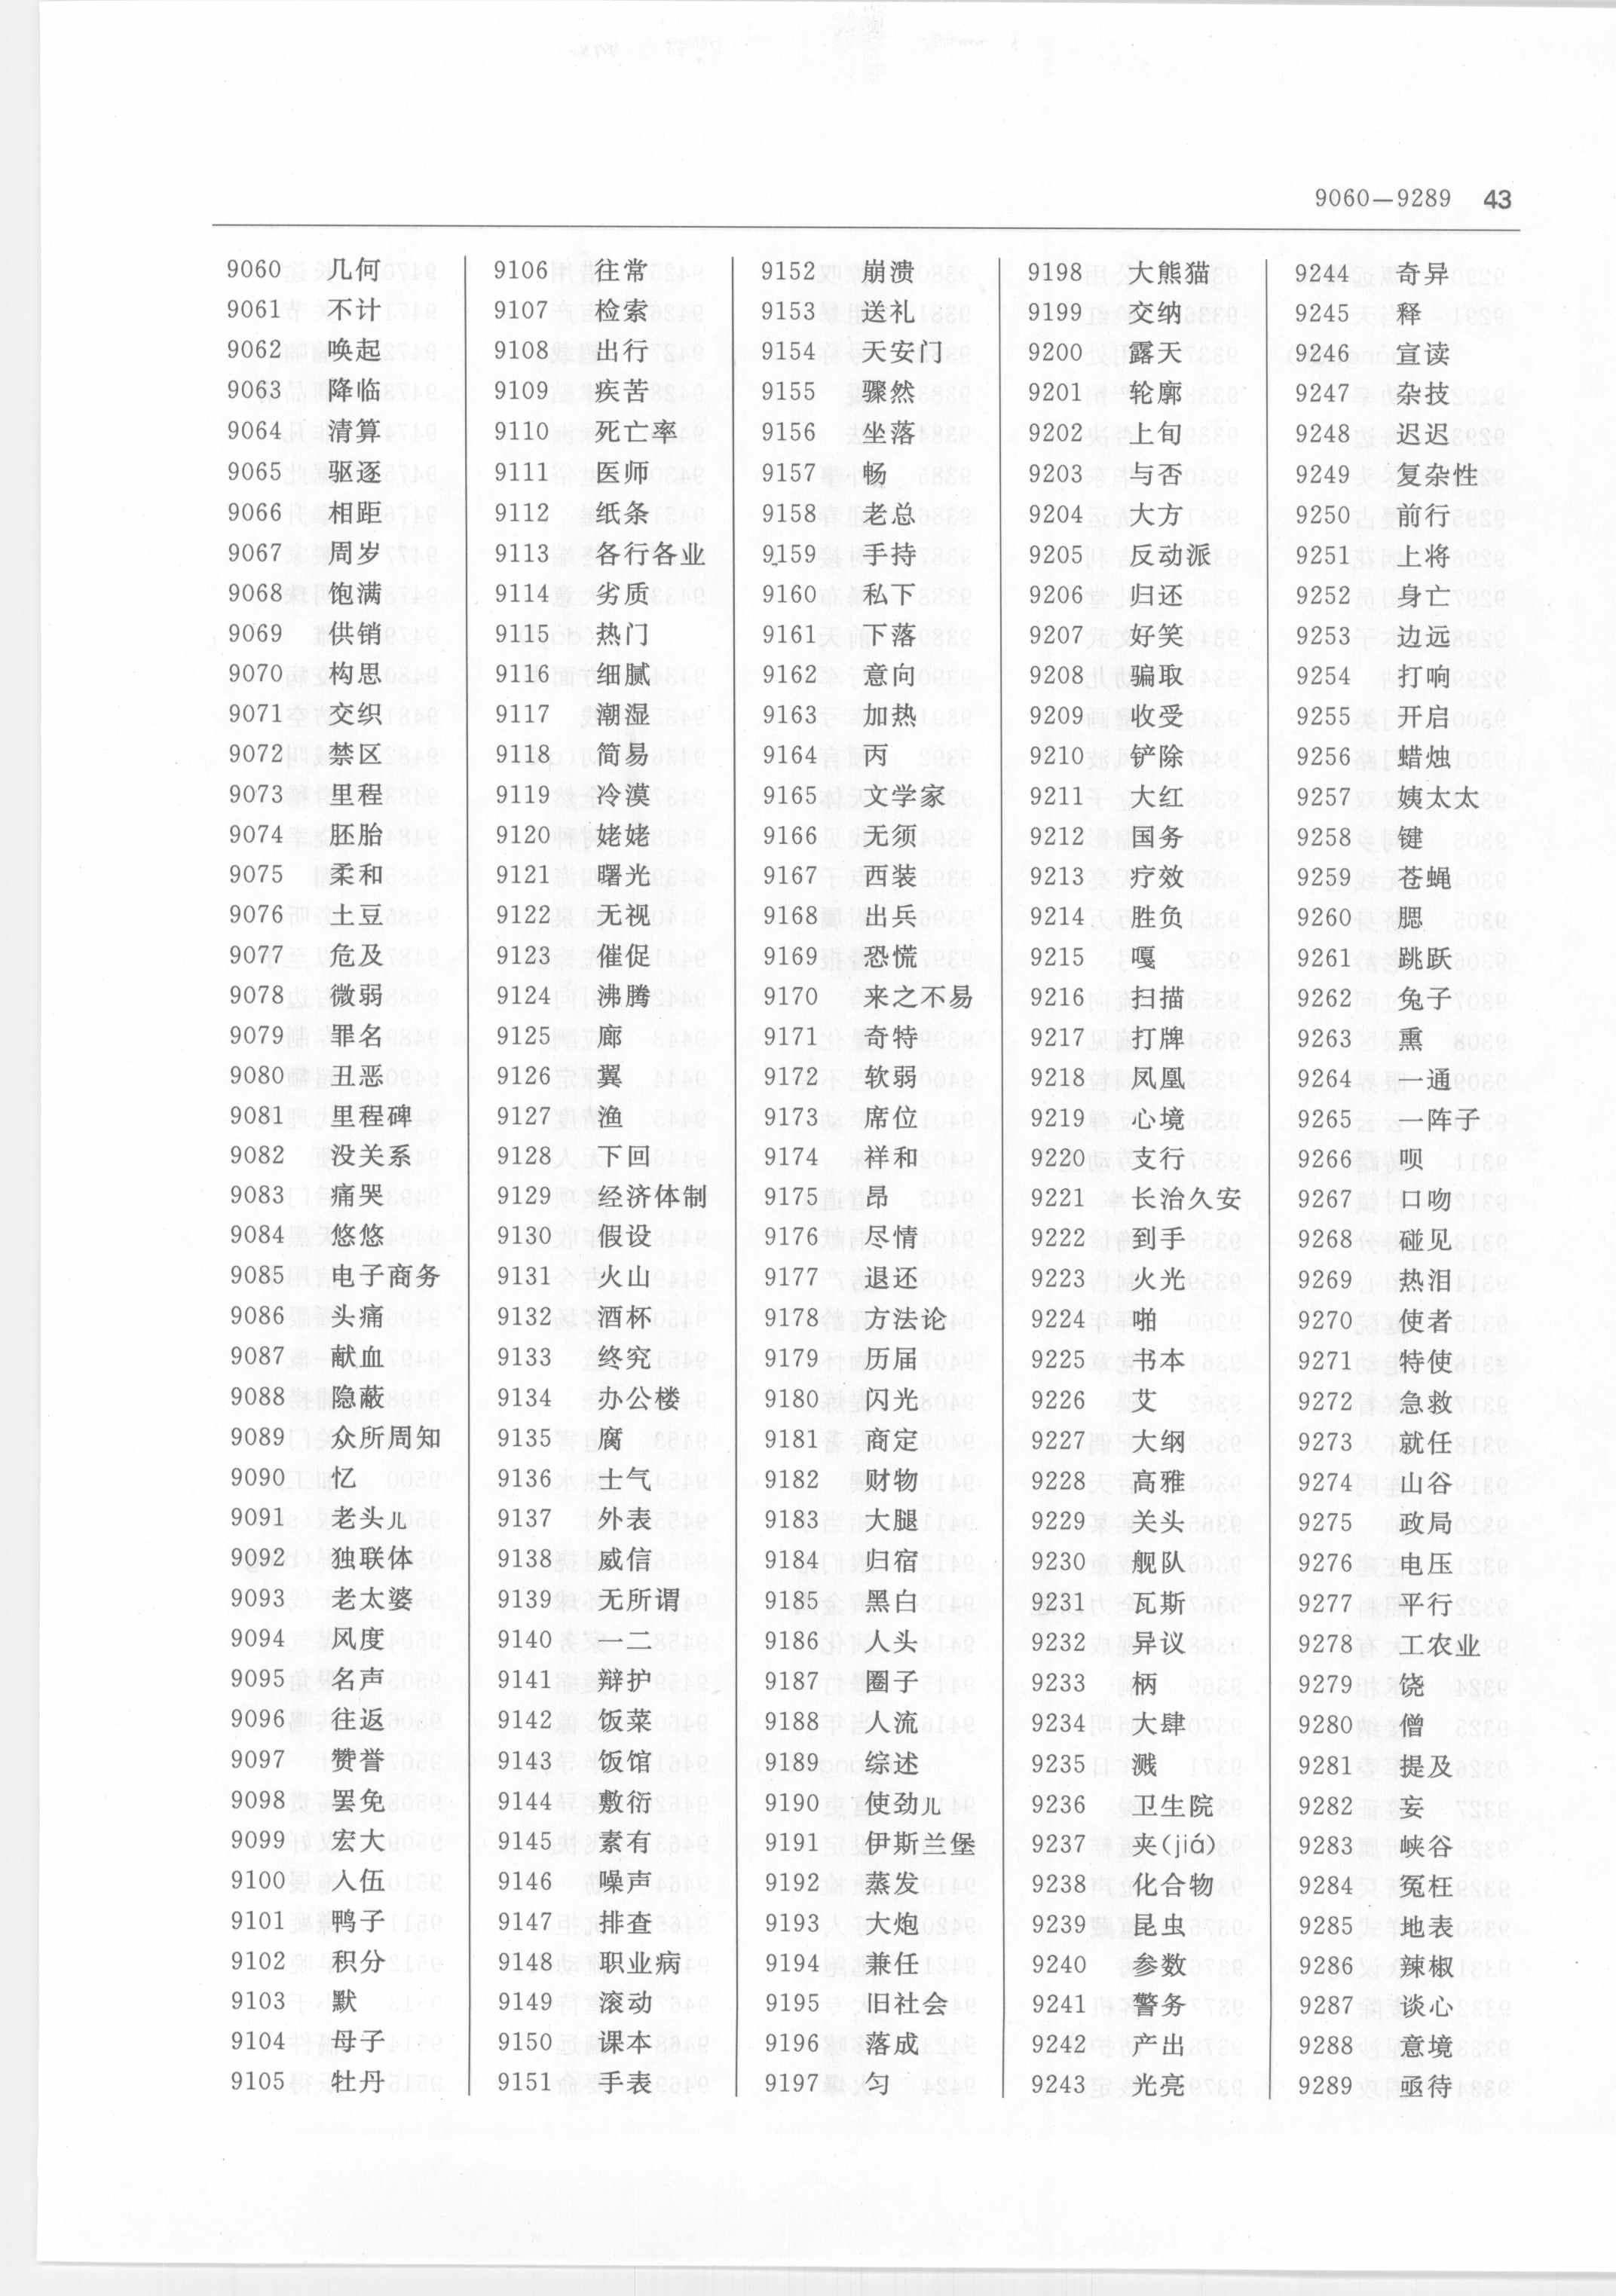 9060—9289 43
9060 几何
9061 不计
9062 唤起
9063 降临
9064 清算
9065 驱逐
9066 相距
9067 周岁
9068 饱满
9069 供销
9070 构思
9071 交织
9072 禁区
9073 里程
9074 胚胎
9075 柔和
9076 土豆
9077 危及
9078 微弱
9079 罪名
9080 丑恶
9081 里程碑
9082 没关系
9083 痛哭
9084 悠悠
9085 电子商务
9086 头痛
9087 献血
9088 隐蔽
9089 众所周知
9090 忆
9091 老头儿
9092 独联体
9093 老太婆
9094 风度
9095 名声
9096 往返
9097 赞誉
9098 罢免
9099 宏大
9100 入伍
9101 鸭子
9102 积分
9103 默
9104 母子
9105 牡丹
9106 往常
9107 检索
9108 出行
9109 疾苦
9110 死亡率
9111 医师
9112 纸条
9113 各行各业
9114 劣质
9115 热门
9116 细腻
9117 潮湿
9118 简易
9119 冷漠
9120 姥姥
9121 曙光
9122 无视
9123 催促
9124 沸腾
9125 廊
9126 翼
9127 渔
9128 下回
9129 经济体制
9130 假设
9131 火山
9132 酒杯
9133 终究
9134 办公楼
9135 腐
9136 士气
9137 外表
9138 威信
9139 无所谓
9140 一二
9141 辩护
9142 饭菜
9143 饭馆
9144 敷衍
9145 素有
9146 噪声
9147 排查
9148 职业病
9149 滚动
9150 课本
9151 手表
9152 崩溃
9153 送礼
9154 天安门
9155 骤然
9156 坐落
9157 畅
9158 老总
9159 手持
9160 私下
9161 下落
9162 意向
9163 加热
9164 丙
9165 文学家
9166 无须
9167 西装
9168 出兵
9169 恐慌
9170 来之不易
9171 奇特
9172 软弱
9173 席位
9174 祥和
9175 昂
9176 尽情
9177 退还
9178 方法论
9179 历届
9180 闪光
9181 商定
9182 财物
9183 大腿
9184 归宿
9185 黑白
9186 人头
9187 圈子
9188 人流
9189 综述
9190 使劲儿
9191 伊斯兰堡
9192 蒸发
9193 大炮
9194 兼任
9195 旧社会
9196 落成
9197 匀
9198 大熊猫
9199 交纳
9200 露天
9201 轮廓
9202 上旬
9203 与否
9204 大方
9205 反动派
9206 归还
9207 好笑
9208 骗取
9209 收受
9210 铲除
9211 大红
9212 国务
9213 疗效
9214 胜负
9215 嘎
9216 扫描
9217 打牌
9218 凤凰
9219 心境
9220 支行
9221 长治久安
9222 到手
9223 火光
9224 啪
9225 书本
9226 艾
9227 大纲
9228 高雅
9229 关头
9230 舰队
9231 瓦斯
9232 异议
9233 柄
9234 大肆
9235 溅
9236 卫生院
9237 夹(jiá)
9238 化合物
9239 昆虫
9240 参数
9241 警务
9242 产出
9243 光亮
9244 奇异
9245 释
9246 宣读
9247 杂技
9248 迟迟
9249 复杂性
9250 前行
9251 上将
9252 身亡
9253 边远
9254 打响
9255 开启
9256 蜡烛
9257 姨太太
9258 键
9259 苍蝇
9260 腮
9261 跳跃
9262 兔子
9263 熏
9264 一通
9265 一阵子
9266 呗
9267 口吻
9268 碰见
9269 热泪
9270 使者
9271 特使
9272 急救
9273 就任
9274 山谷
9275 政局
9276 电压
9277 平行
9278 工农业
9279 饶
9280 僧
9281 提及
9282 妄
9283 峡谷
9284 冤枉
9285 地表
9286 辣椒
9287 谈心
9288 意境
9289 亟待